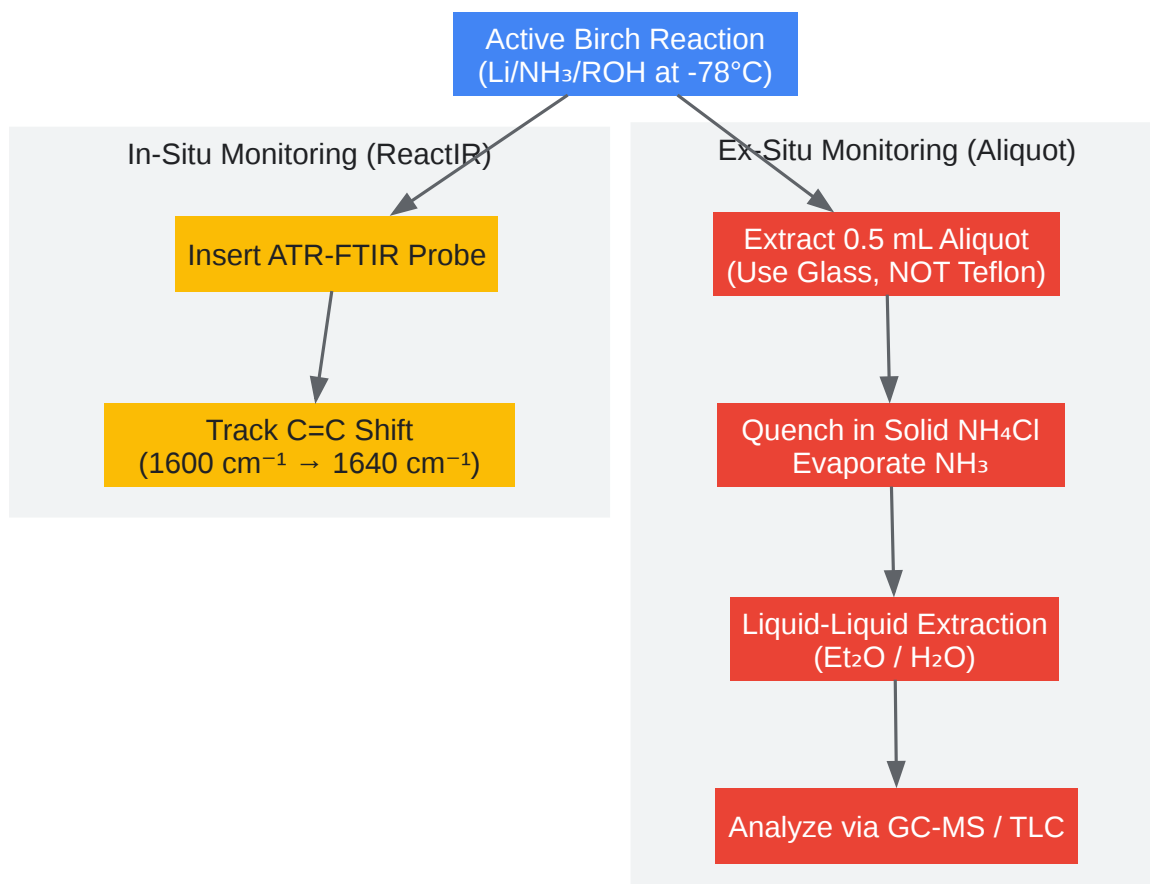 Active Birch Reaction
(Li/NH₃/ROH at -78°C)
In-Situ Monitoring (ReactIR)
Insert ATR-FTIR Probe
Track C=C Shift
(1600 cm⁻¹ → 1640 cm⁻¹)
Ex-Situ Monitoring (Aliquot)
Extract 0.5 mL Aliquot
(Use Glass, NOT Teflon)
Quench in Solid NH₄Cl
Evaporate NH₃
Liquid-Liquid Extraction
(Et₂O / H₂O)
Analyze via GC-MS / TLC